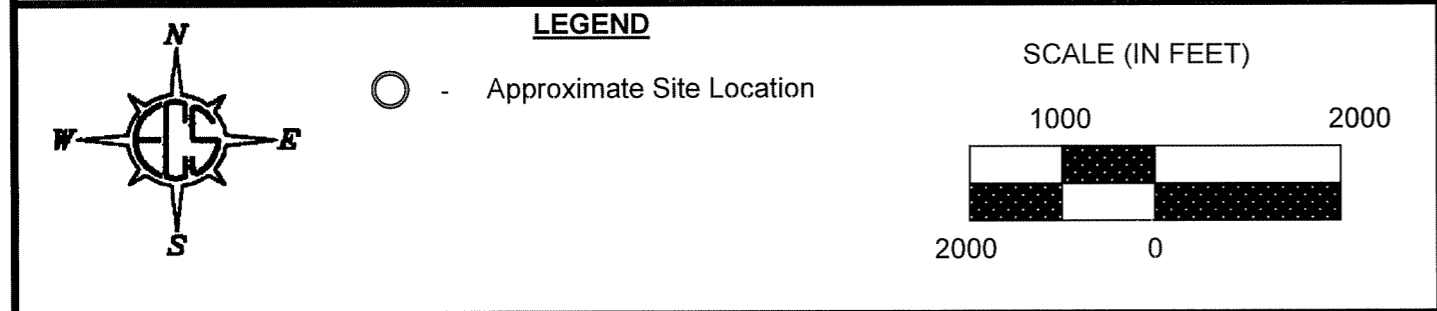 LEGEND
N
W
E
S
- Approximate Site Location
SCALE (IN FEET)
1000 2000
2000 0